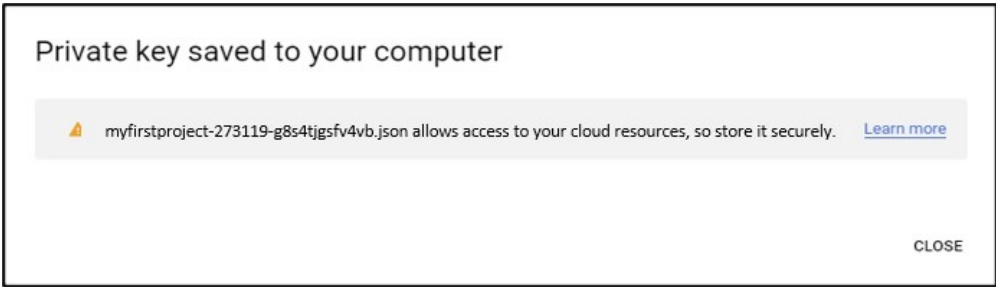 Private key saved to your computer
myfirstproject-273119-g8s4tjgsfv4vb.json allows access to your cloud resources, so store it securely. Learn more
CLOSE